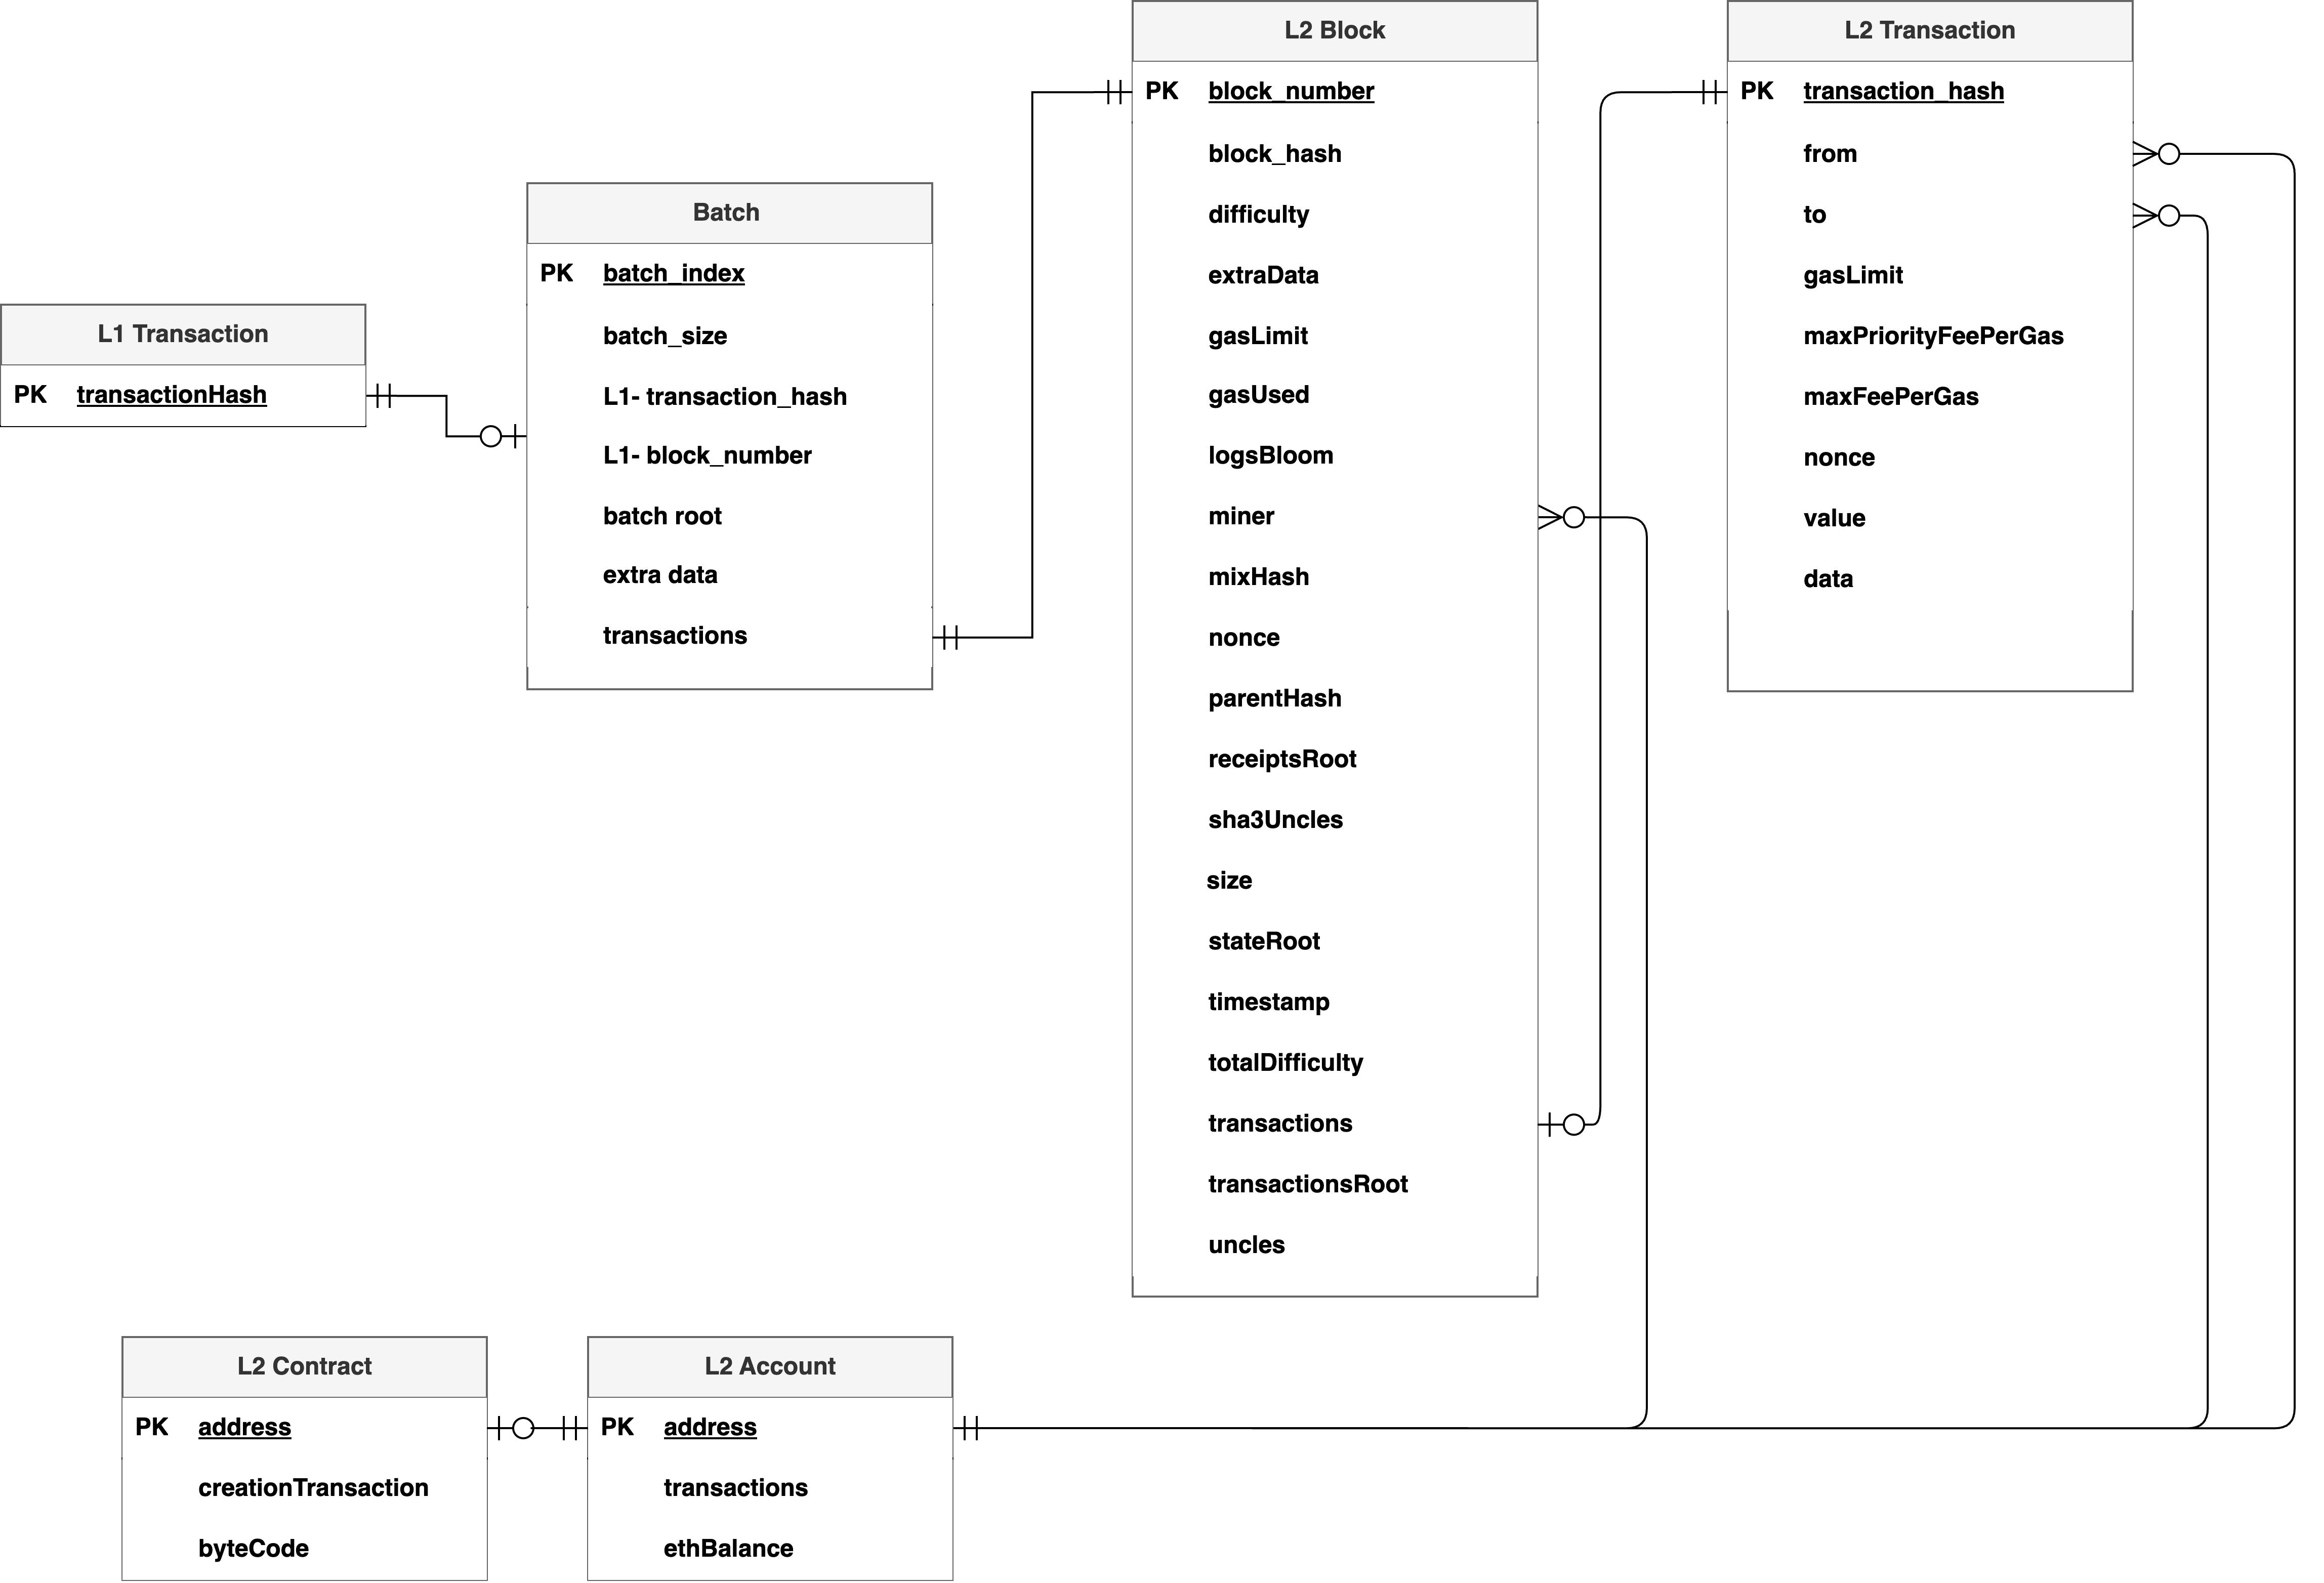 L1 Transaction
PK transactionHash
Batch
PK batch_index
batch_size
L1- transaction_hash
L1- block_number
batch root
extra data
transactions
L2 Block
PK block_number
block_hash
difficulty
extraData
gasLimit
gasUsed
logsBloom
miner
mixHash
nonce
parentHash
receiptsRoot
sha3Uncles
size
stateRoot
timestamp
totalDifficulty
transactions
transactionsRoot
uncles
L2 Transaction
PK transaction_hash
from
to
gasLimit
maxPriorityFeePerGas
maxFeePerGas
nonce
value
data
L2 Contract
PK address
creationTransaction
byteCode
L2 Account
PK address
transactions
ethBalance